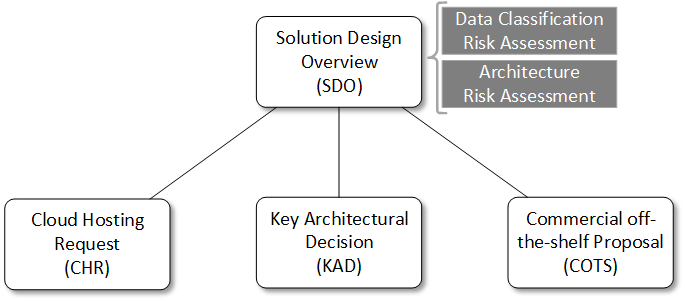 Solution Design
Overview
(SDO)
Data Classification
Risk Assessment
Architecture
Risk Assessment
Cloud Hosting
Request
(CHR)
Key Architectural
Decision
(KAD)
Commercial off-
the-shelf Proposal
(COTS)